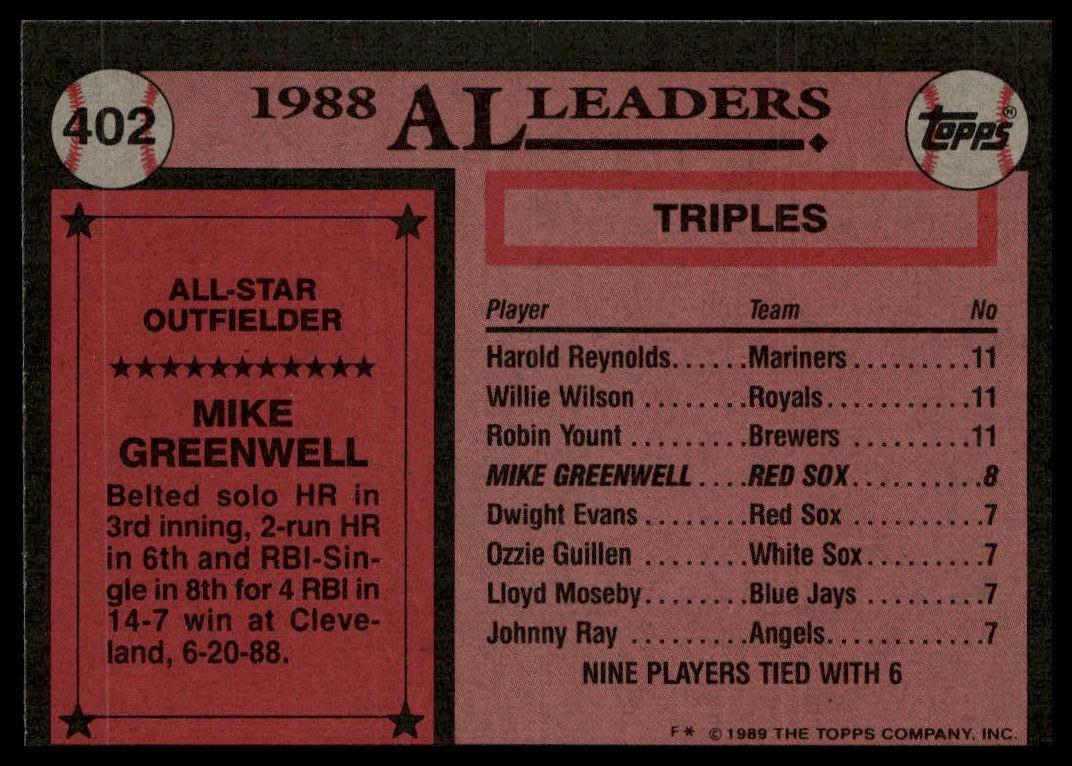 402
1988 AL LEADERS
TOPPS®
ALL-STAR
OUTFIELDER
MIKE
GREENWELL
Belted solo HR in
3rd inning, 2-run HR
in 6th and RBI-Sin-
gle in 8th for 4 RBI in
14-7 win at Cleve-
land, 6-20-88.
TRIPLES
Player Team No
Harold Reynolds......Mariners.........11
Willie Wilson ........Royals...........11
Robin Yount .........Brewers .........11
MIKE GREENWELL....RED SOX..........8
Dwight Evans........Red Sox .........7
Ozzie Guillen ........White Sox........7
Lloyd Moseby........Blue Jays ........7
Johnny Ray .........Angels............7
NINE PLAYERS TIED WITH 6
F* © 1989 THE TOPPS COMPANY, INC.